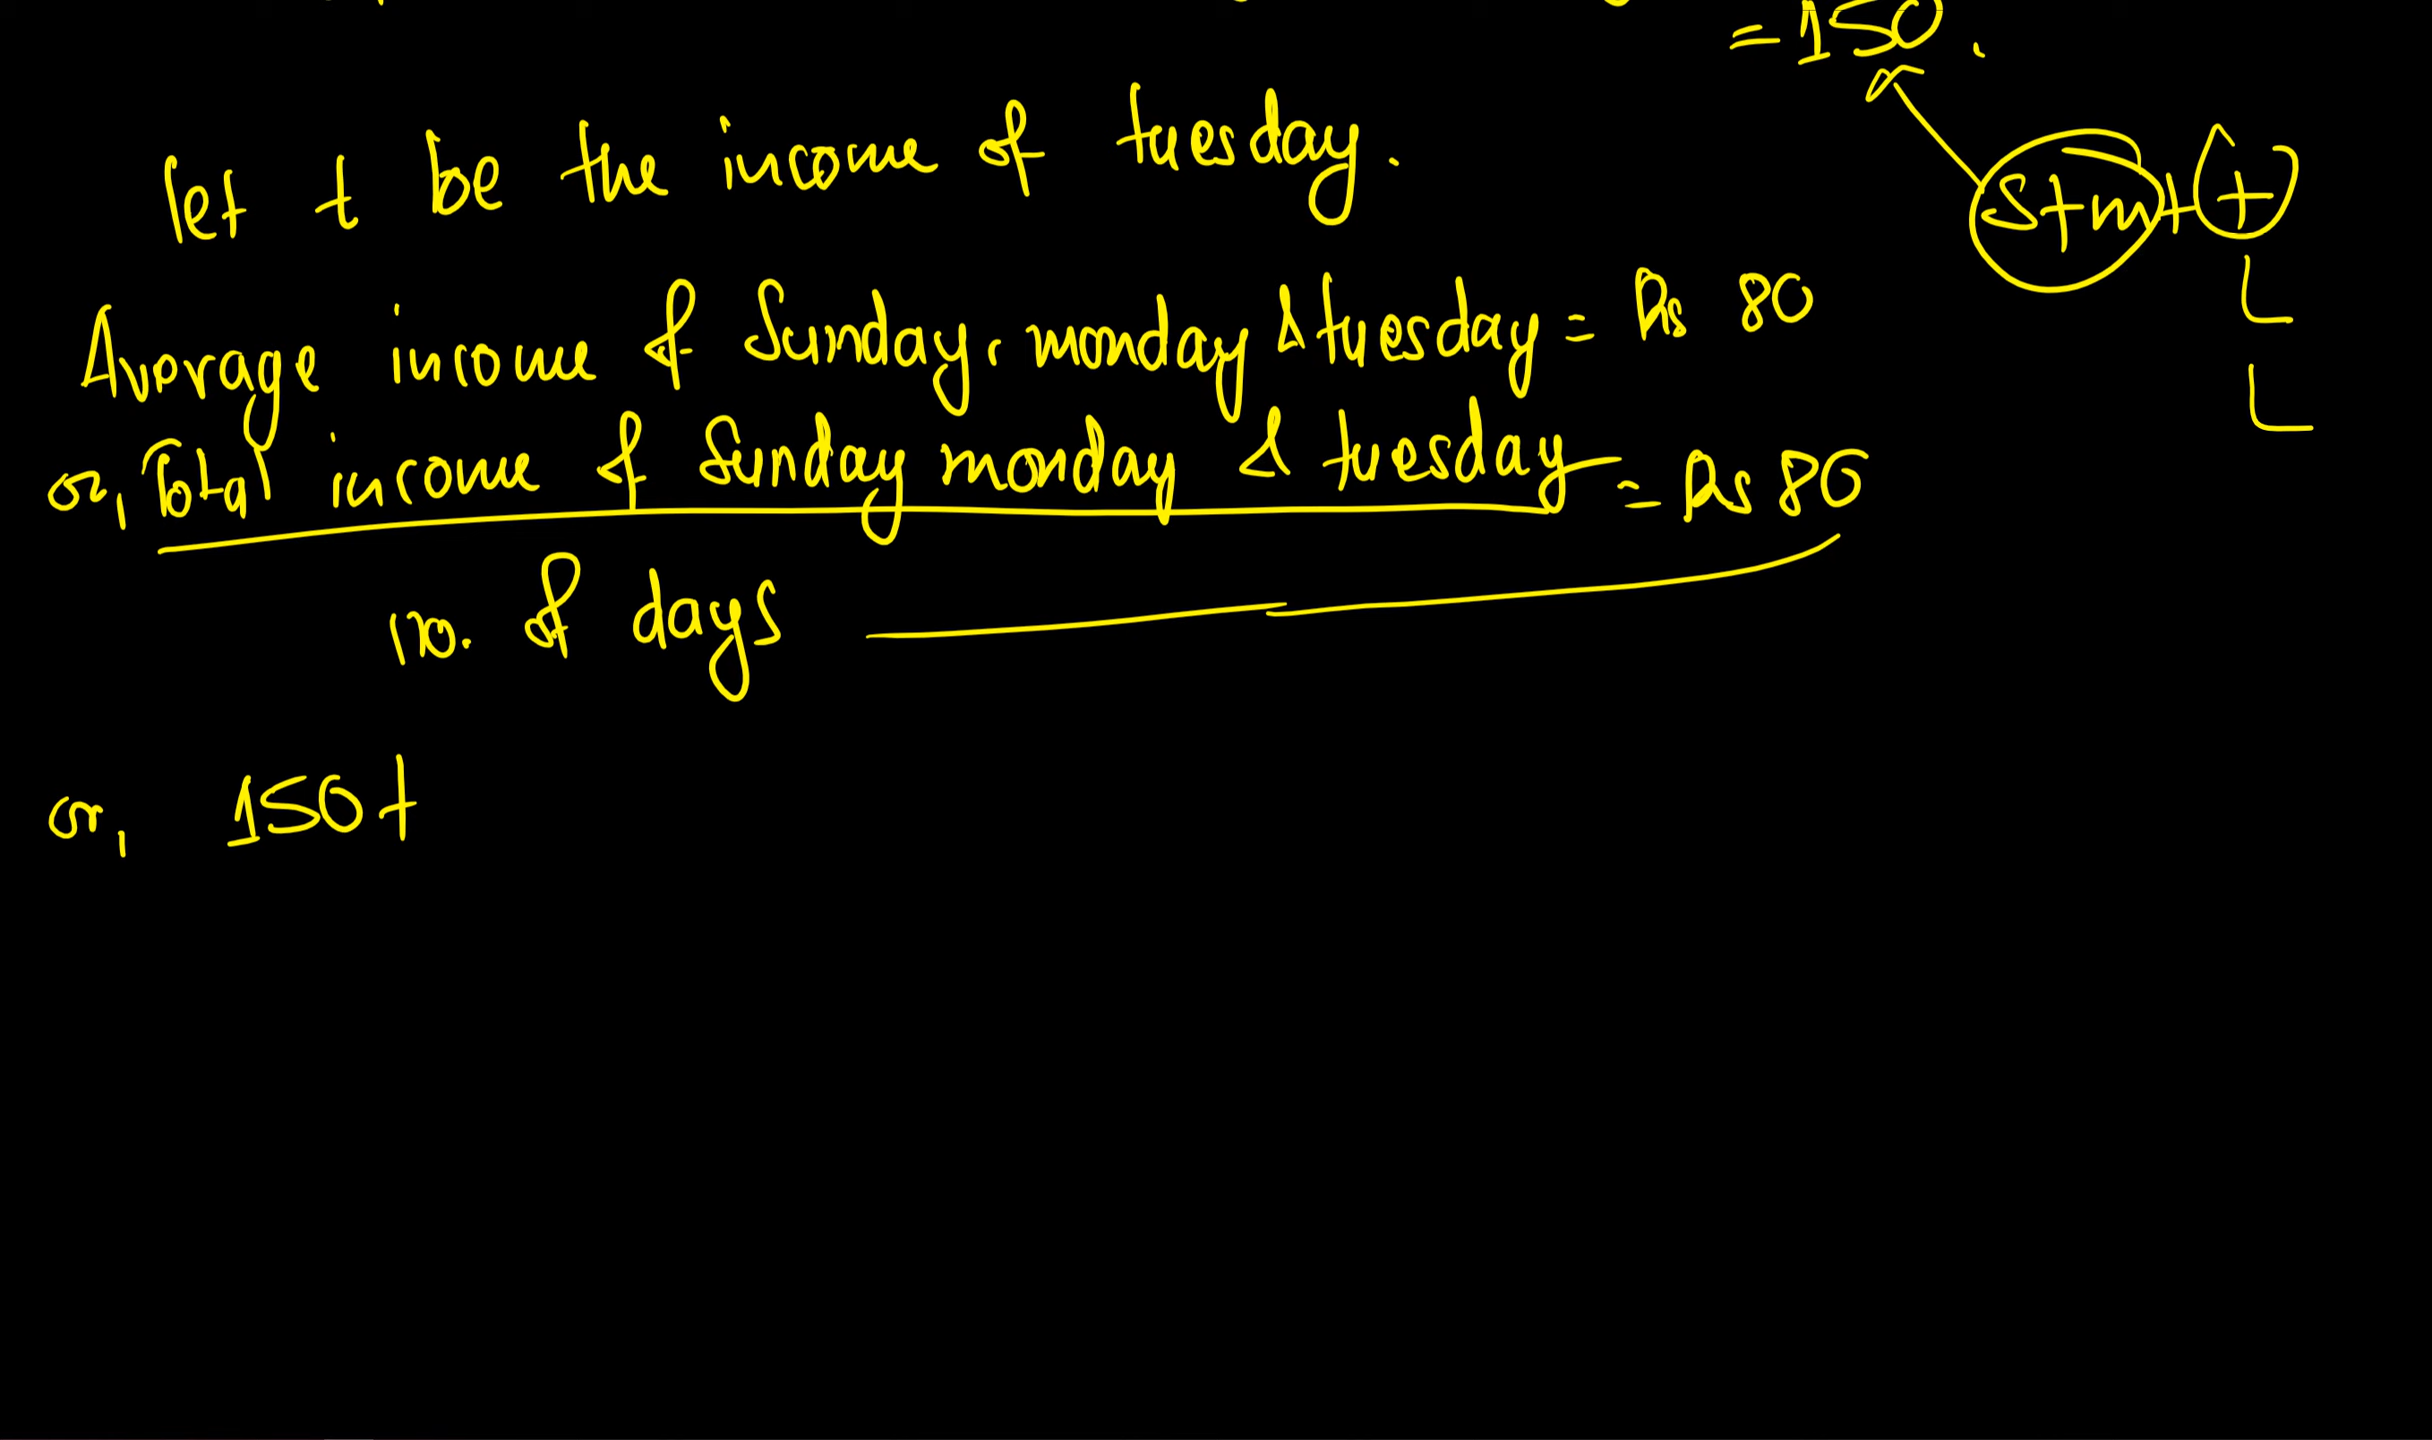 = 150.
let t be the income of tuesday.
S+m+(t)
Average income of Sunday, monday & tuesday = Rs 80
or, Total income of Sunday monday & tuesday = Rs 80
no. of days
or, 150+